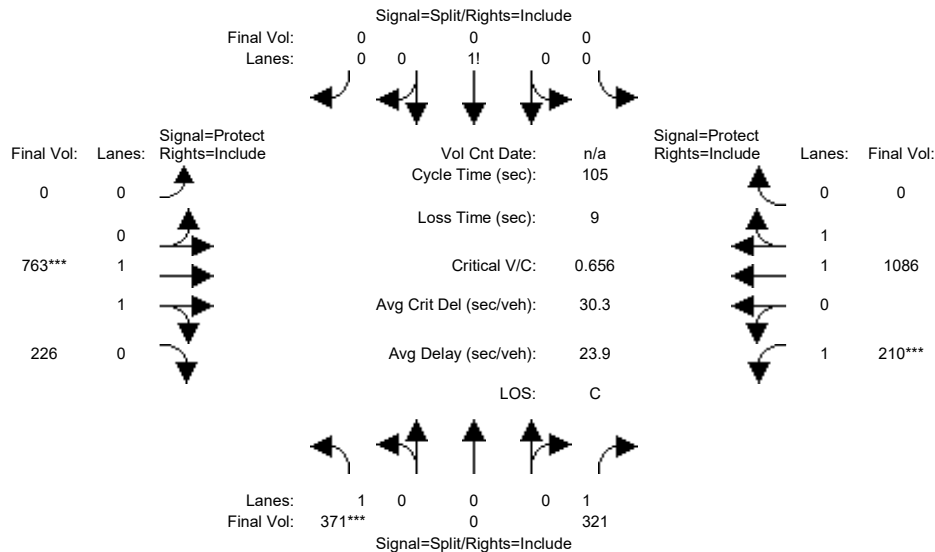 Signal=Split/Rights=Include
Final Vol: 0 0 0
Lanes: 0 0 1! 0 0
Signal=Protect Signal=Protect
Final Vol: Lanes: Rights=Include Vol Cnt Date: n/a Rights=Include Lanes: Final Vol:
Cycle Time (sec): 105
0 0 0 0
Loss Time (sec): 9
0 1
763*** 1 Critical V/C: 0.656 1 1086
1 Avg Crit Del (sec/veh): 30.3 0
226 0 Avg Delay (sec/veh): 23.9 1 210***
LOS: C
Lanes: 1 0 0 0 1
Final Vol: 371*** 0 321
Signal=Split/Rights=Include